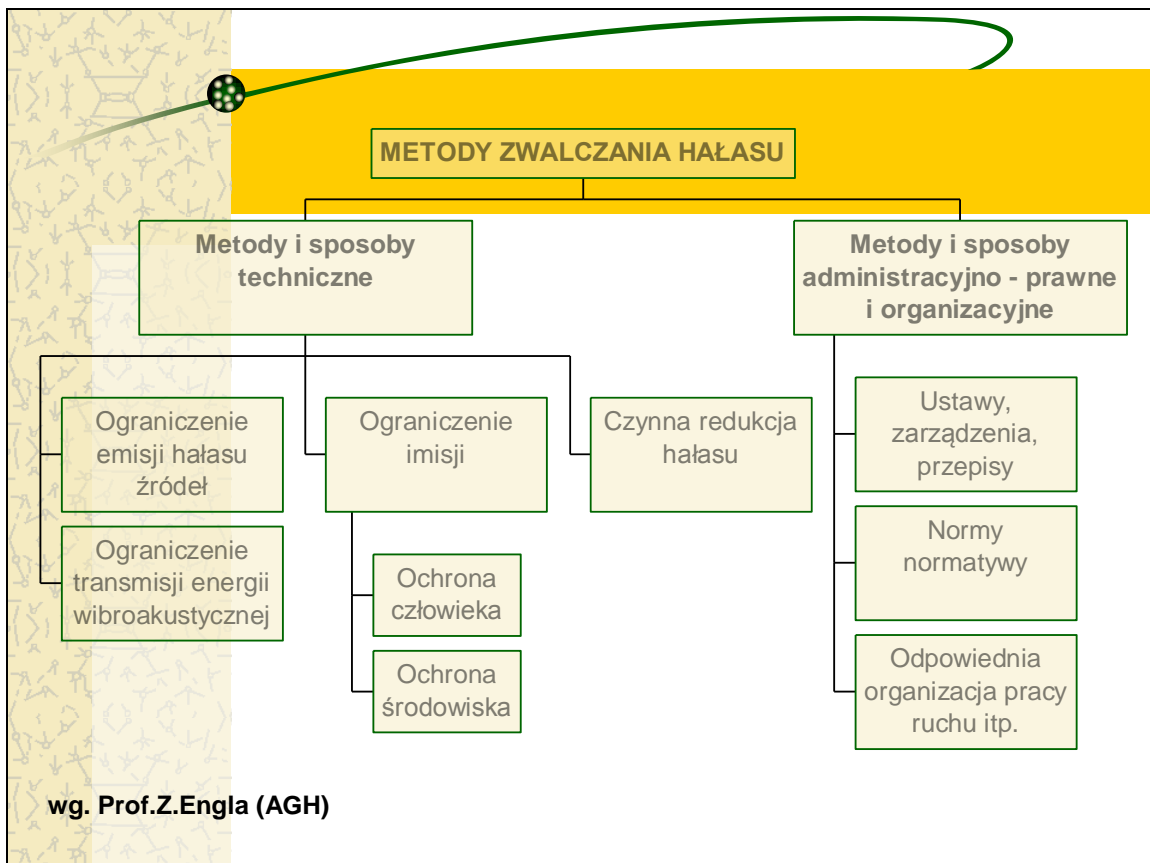 METODY ZWALCZANIA HAŁASU
Metody i sposoby
techniczne
Metody i sposoby
administracyjno - prawne
i organizacyjne
Ograniczenie
emisji hałasu
źródeł
Ograniczenie
transmisji energii
wibroakustycznej
Ograniczenie
imisji
Ochrona
człowieka
Ochrona
środowiska
Czynna redukcja
hałasu
Ustawy,
zarządzenia,
przepisy
Normy
normatywy
Odpowiednia
organizacja pracy
ruchu itp.
wg. Prof.Z.Engla (AGH)